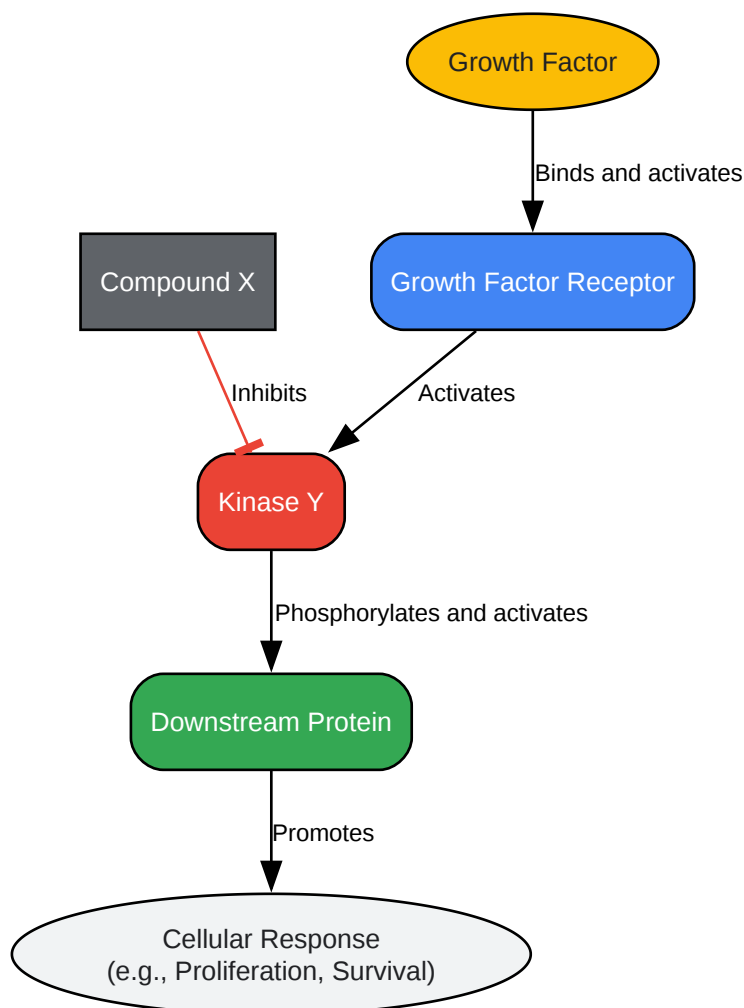 Growth Factor
Binds and activates
Compound X
Growth Factor Receptor
Inhibits
Activates
Kinase Y
Phosphorylates and activates
Downstream Protein
Promotes
Cellular Response
(e.g., Proliferation, Survival)